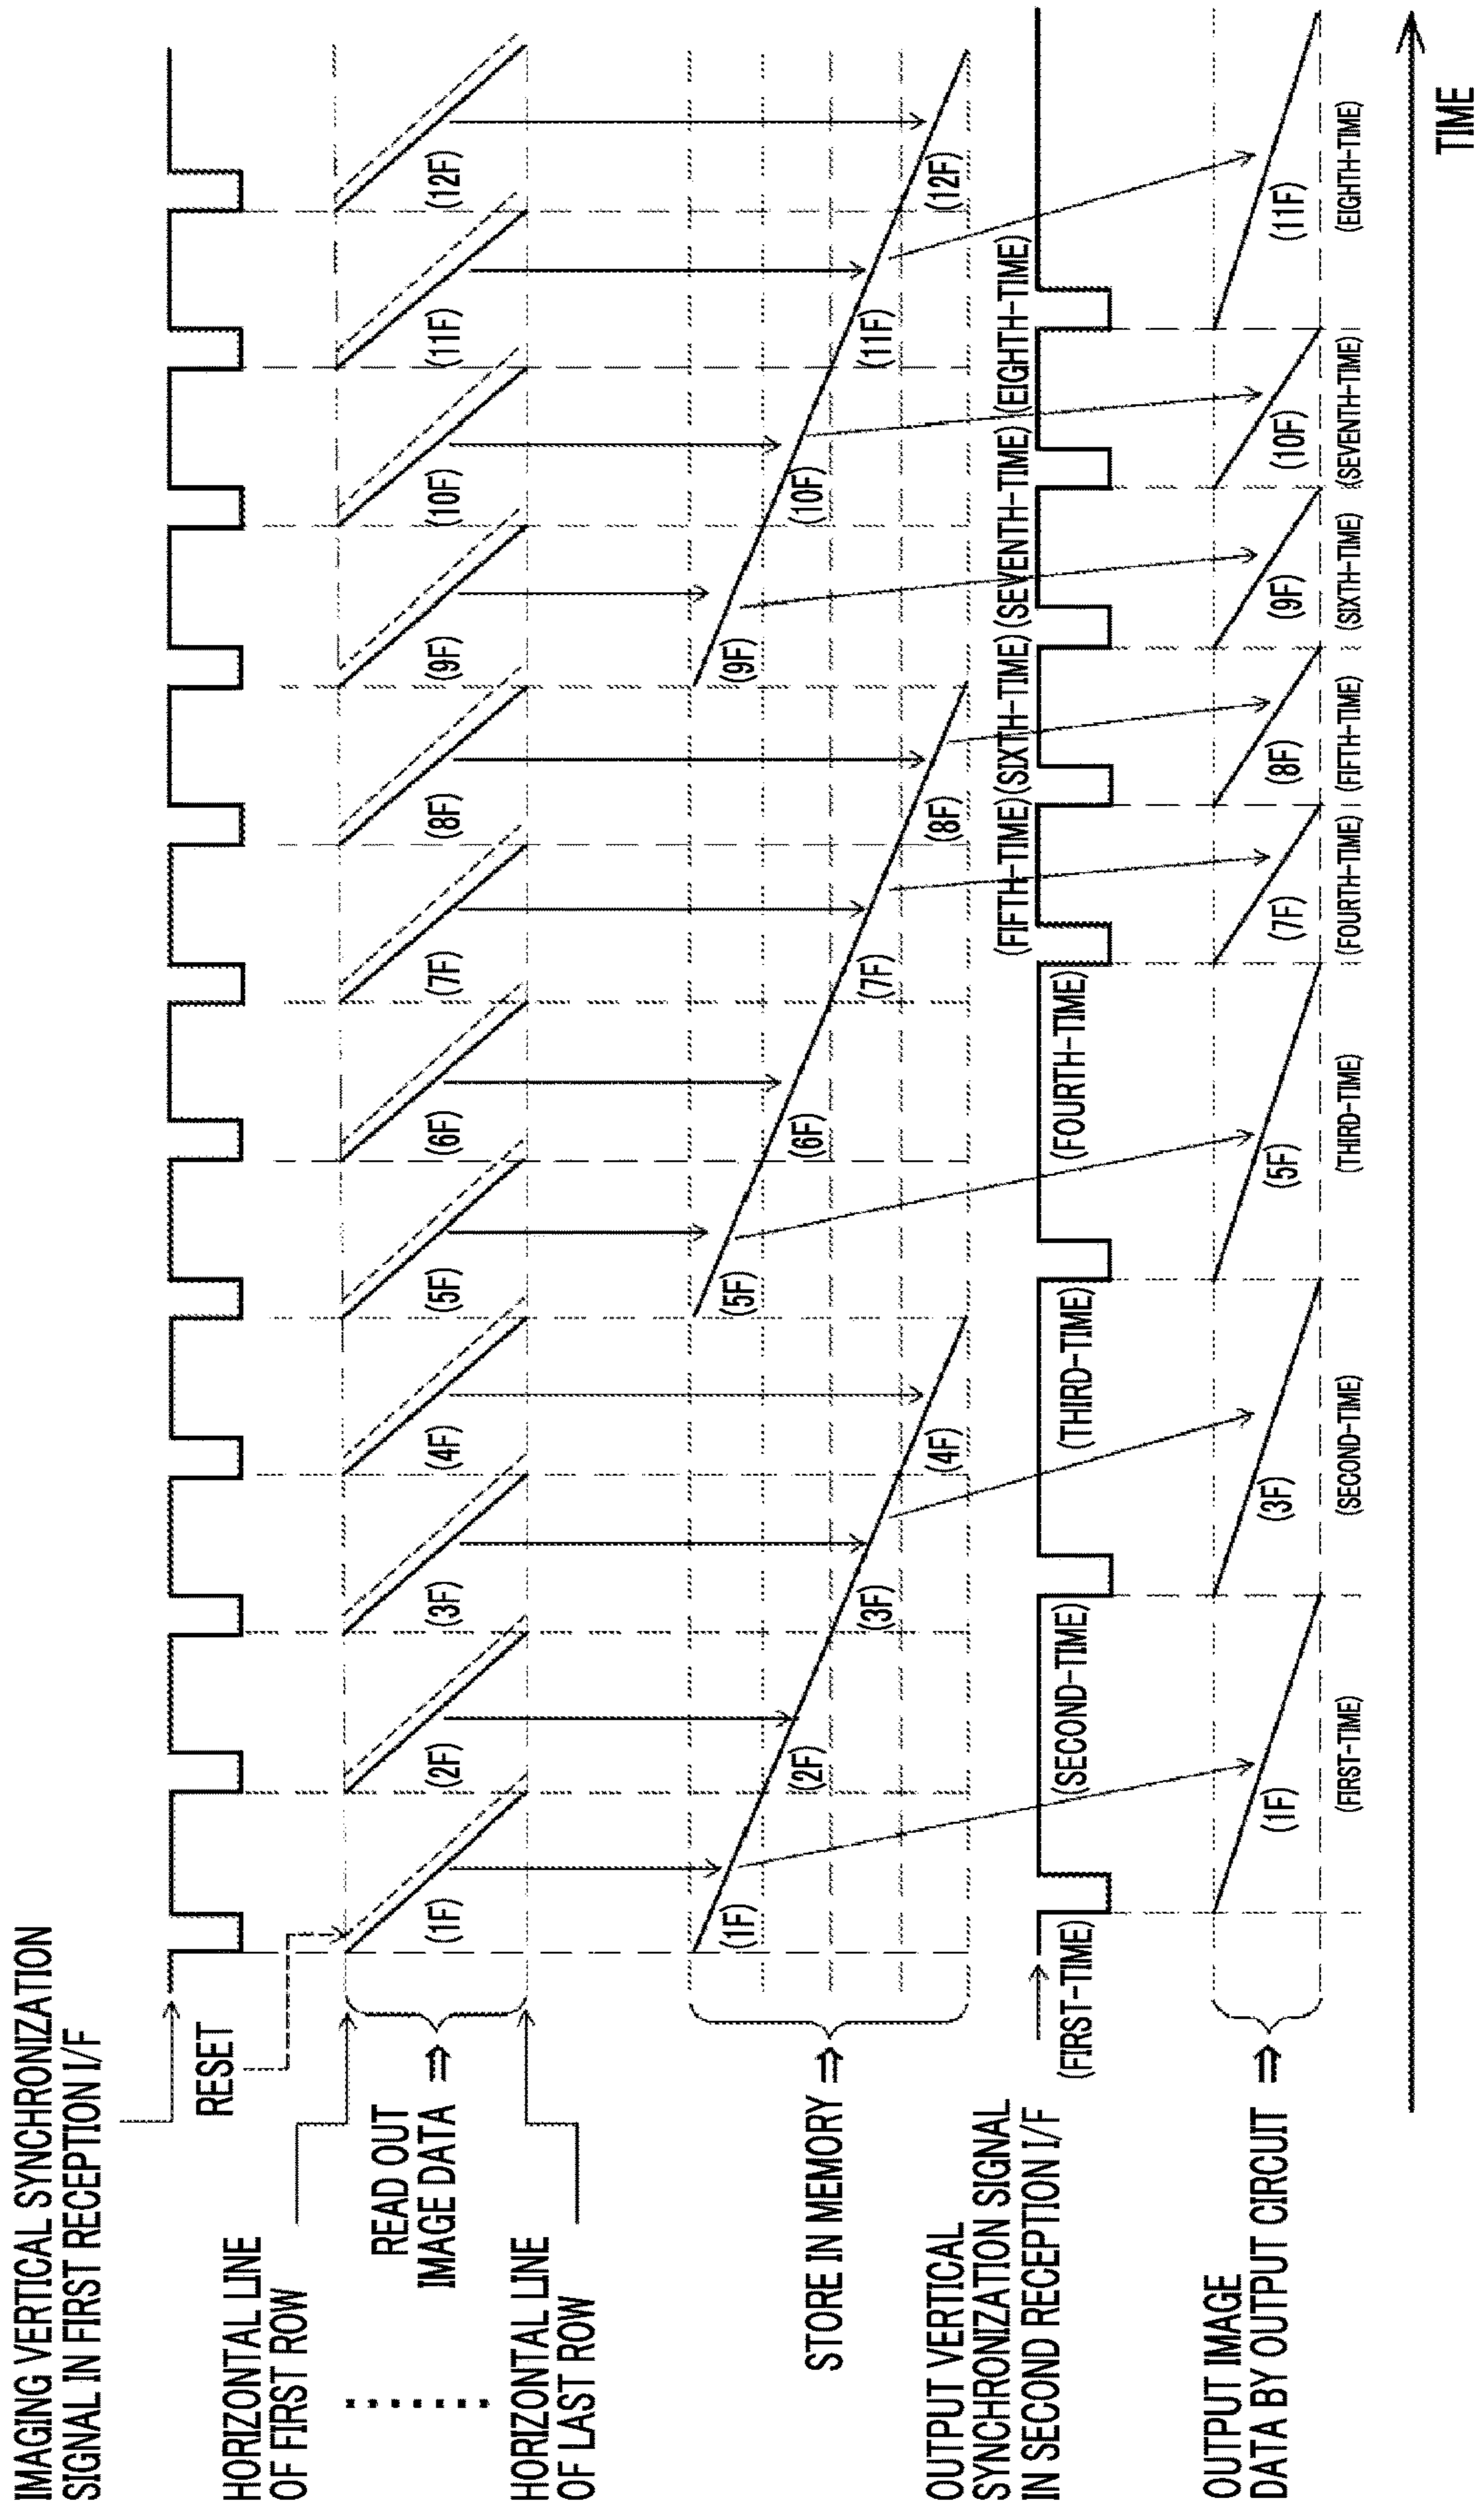 IMAGING VERTICAL SYNCHRONIZATION
SIGNAL IN FIRST RECEPTION I/F
RESET
HORIZONTAL LINE
OF FIRST ROW
READ OUT
IMAGE DATA
HORIZONTAL LINE
OF LAST ROW
(1F) (2F) (3F) (4F) (5F) (6F) (7F) (8F) (9F) (10F) (11F) (12F)
STORE IN MEMORY
(1F) (2F) (3F) (4F) (5F) (6F) (7F) (8F) (9F) (10F) (11F) (12F)
OUTPUT VERTICAL
SYNCHRONIZATION SIGNAL
IN SECOND RECEPTION I/F
(FIFTH-TIME) (SIXTH-TIME) (SEVENTH-TIME) (EIGHTH-TIME)
(FIRST-TIME) (SECOND-TIME) (THIRD-TIME) (FOURTH-TIME)
OUTPUT IMAGE
DATA BY OUTPUT CIRCUIT
(1F) (3F) (5F) (7F) (8F) (9F) (10F) (11F)
(FIRST-TIME) (SECOND-TIME) (THIRD-TIME) (FOURTH-TIME) (FIFTH-TIME) (SIXTH-TIME) (SEVENTH-TIME) (EIGHTH-TIME)
TIME